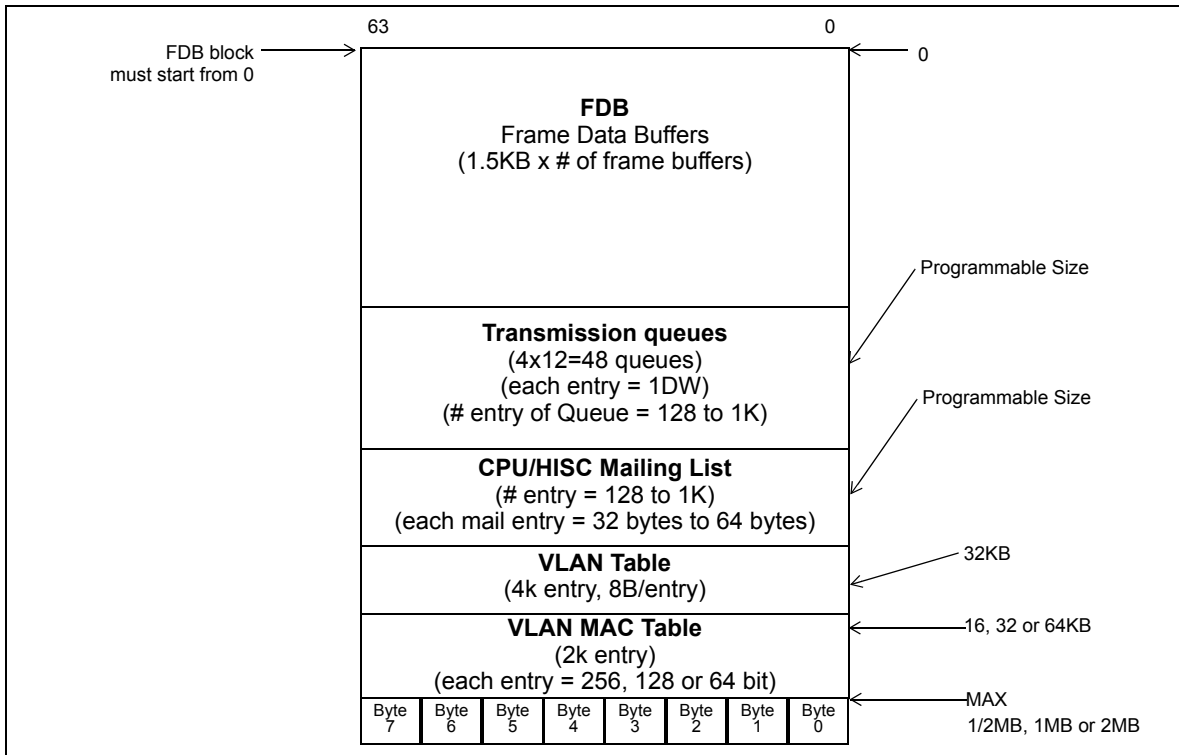 63 0
FDB block
must start from 0
0
FDB
Frame Data Buffers
(1.5KB x # of frame buffers)
Programmable Size
Transmission queues
(4x12=48 queues)
(each entry = 1DW)
(# entry of Queue = 128 to 1K)
Programmable Size
CPU/HISC Mailing List
(# entry = 128 to 1K)
(each mail entry = 32 bytes to 64 bytes)
VLAN Table
(4k entry, 8B/entry)
32KB
VLAN MAC Table
(2k entry)
(each entry = 256, 128 or 64 bit)
16, 32 or 64KB
Byte 7
Byte 6
Byte 5
Byte 4
Byte 3
Byte 2
Byte 1
Byte 0
MAX
1/2MB, 1MB or 2MB